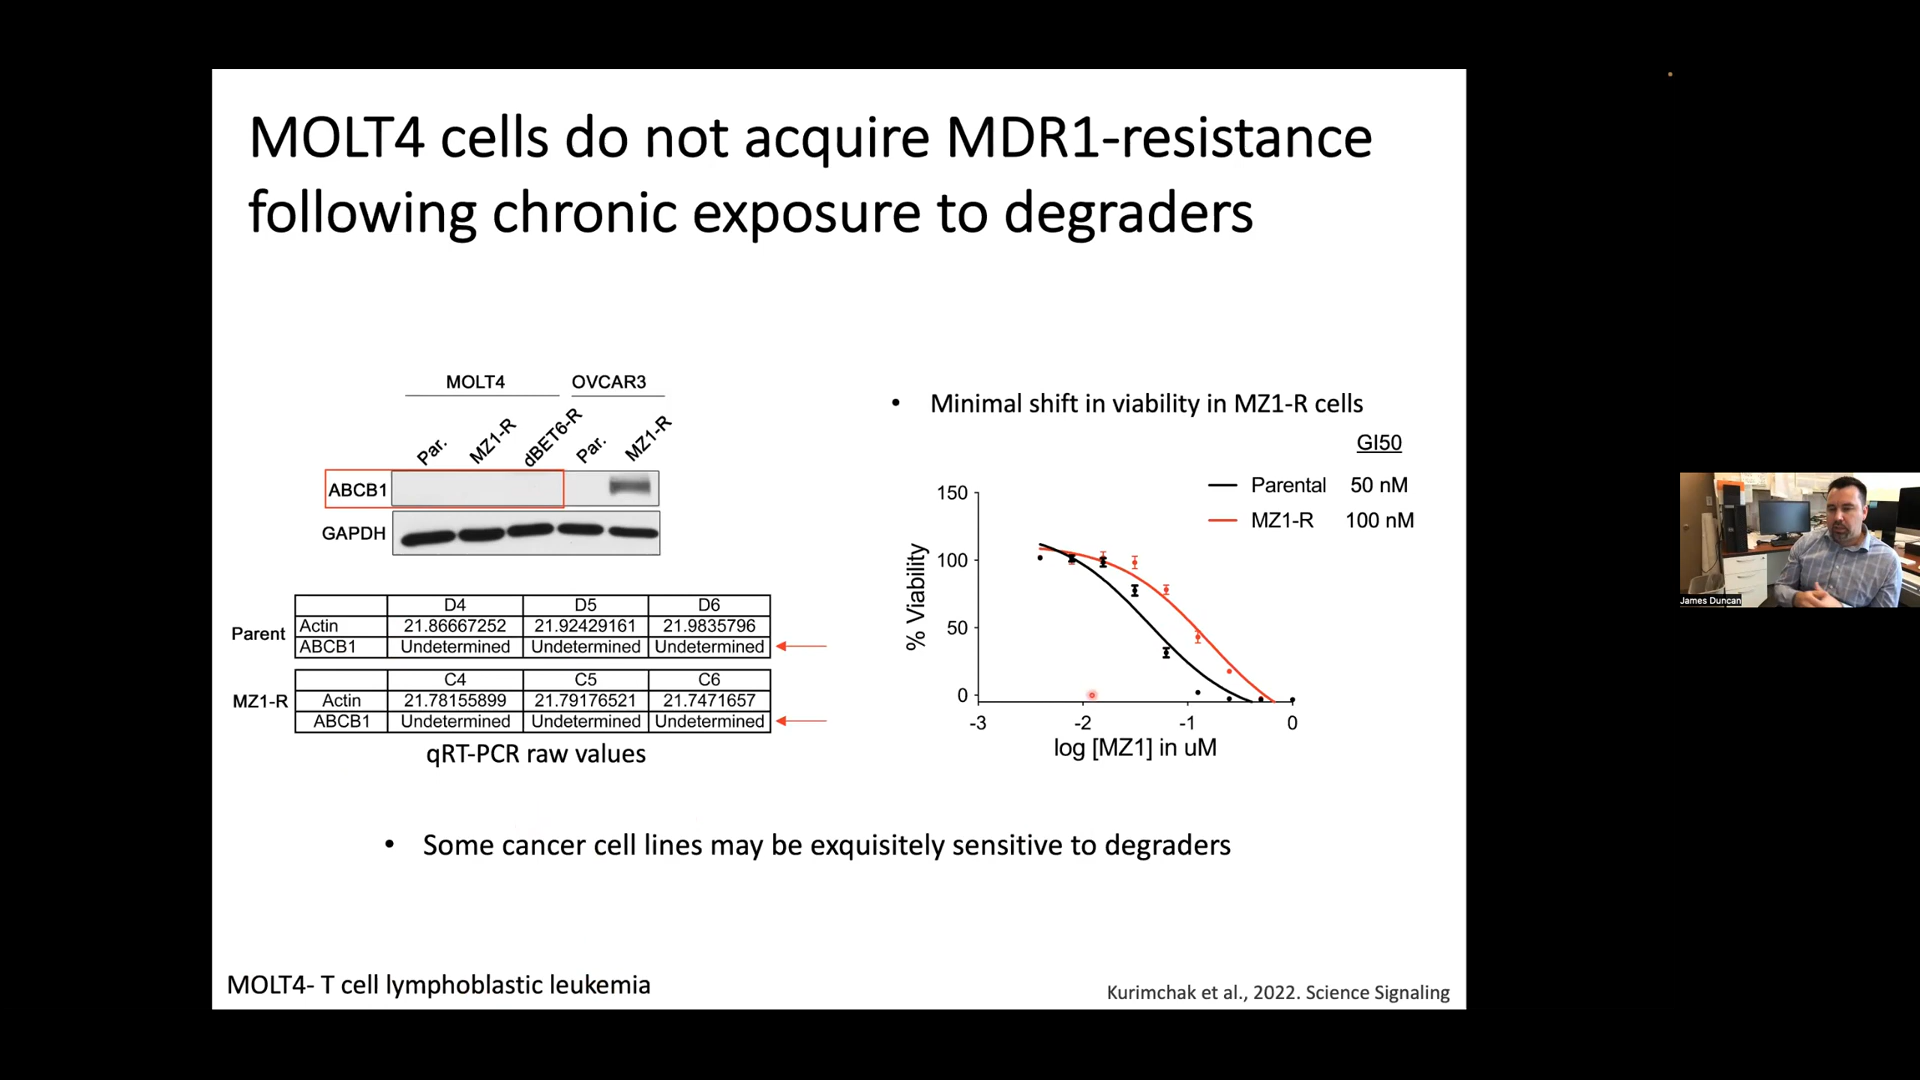 MOLT4 cells do not acquire MDR1-resistance
following chronic exposure to degraders
MOLT4 OVCAR3
Par. MZ1-R dBET6-R Par. MZ1-R
ABCB1
GAPDH
D4 D5 D6
Parent Actin 21.86667252 21.92429161 21.9835796
ABCB1 Undetermined Undetermined Undetermined
C4 C5 C6
MZ1-R Actin 21.78155899 21.79176521 21.7471657
ABCB1 Undetermined Undetermined Undetermined
qRT-PCR raw values
• Minimal shift in viability in MZ1-R cells
GI50
Parental 50 nM
MZ1-R 100 nM
% Viability
150
100
50
0
-3 -2 -1 0
log [MZ1] in uM
• Some cancer cell lines may be exquisitely sensitive to degraders
MOLT4- T cell lymphoblastic leukemia
Kurimchak et al., 2022. Science Signaling
James Duncan